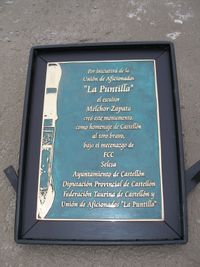 Por iniciativa de la
Unión de Aficionados
"La Puntilla"
el escultor
Melchor Zapata
creó este monumento
como homenaje de Castellón
al toro bravo,
bajo el mecenazgo de
FCC
Selesa
Ayuntamiento de Castellón
Diputación Provincial de Castellón
Federación Taurina de Castellón y
Unión de Aficionados "La Puntilla"